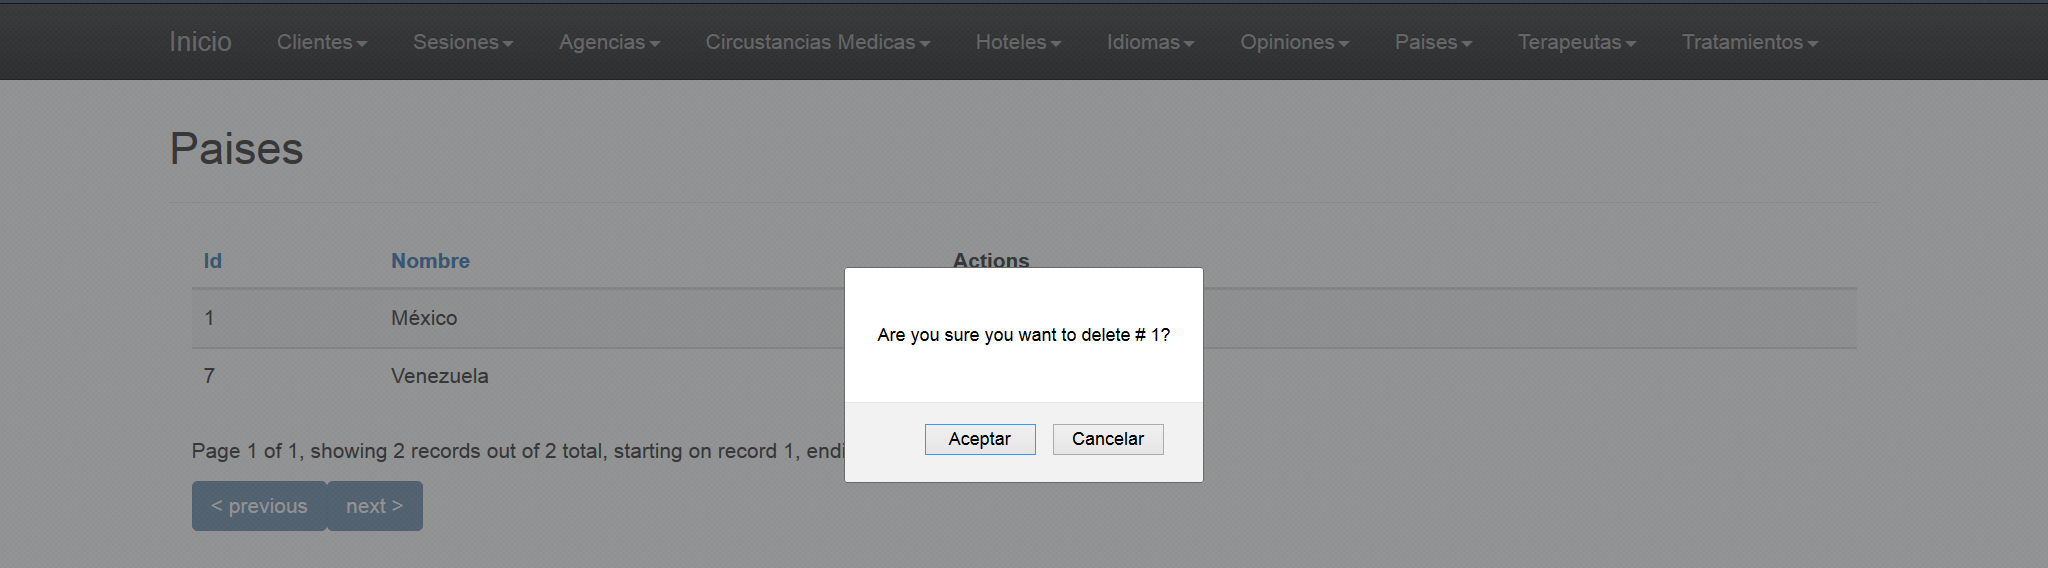 Inicio Clientes Sesiones Agencias Circustancias Medicas Hoteles Idiomas Opiniones Paises Terapeutas Tratamientos
Paises
Id Nombre Actions
1 México
7 Venezuela
Are you sure you want to delete # 1?
Aceptar Cancelar
Page 1 of 1, showing 2 records out of 2 total, starting on record 1, endi
< previous next >